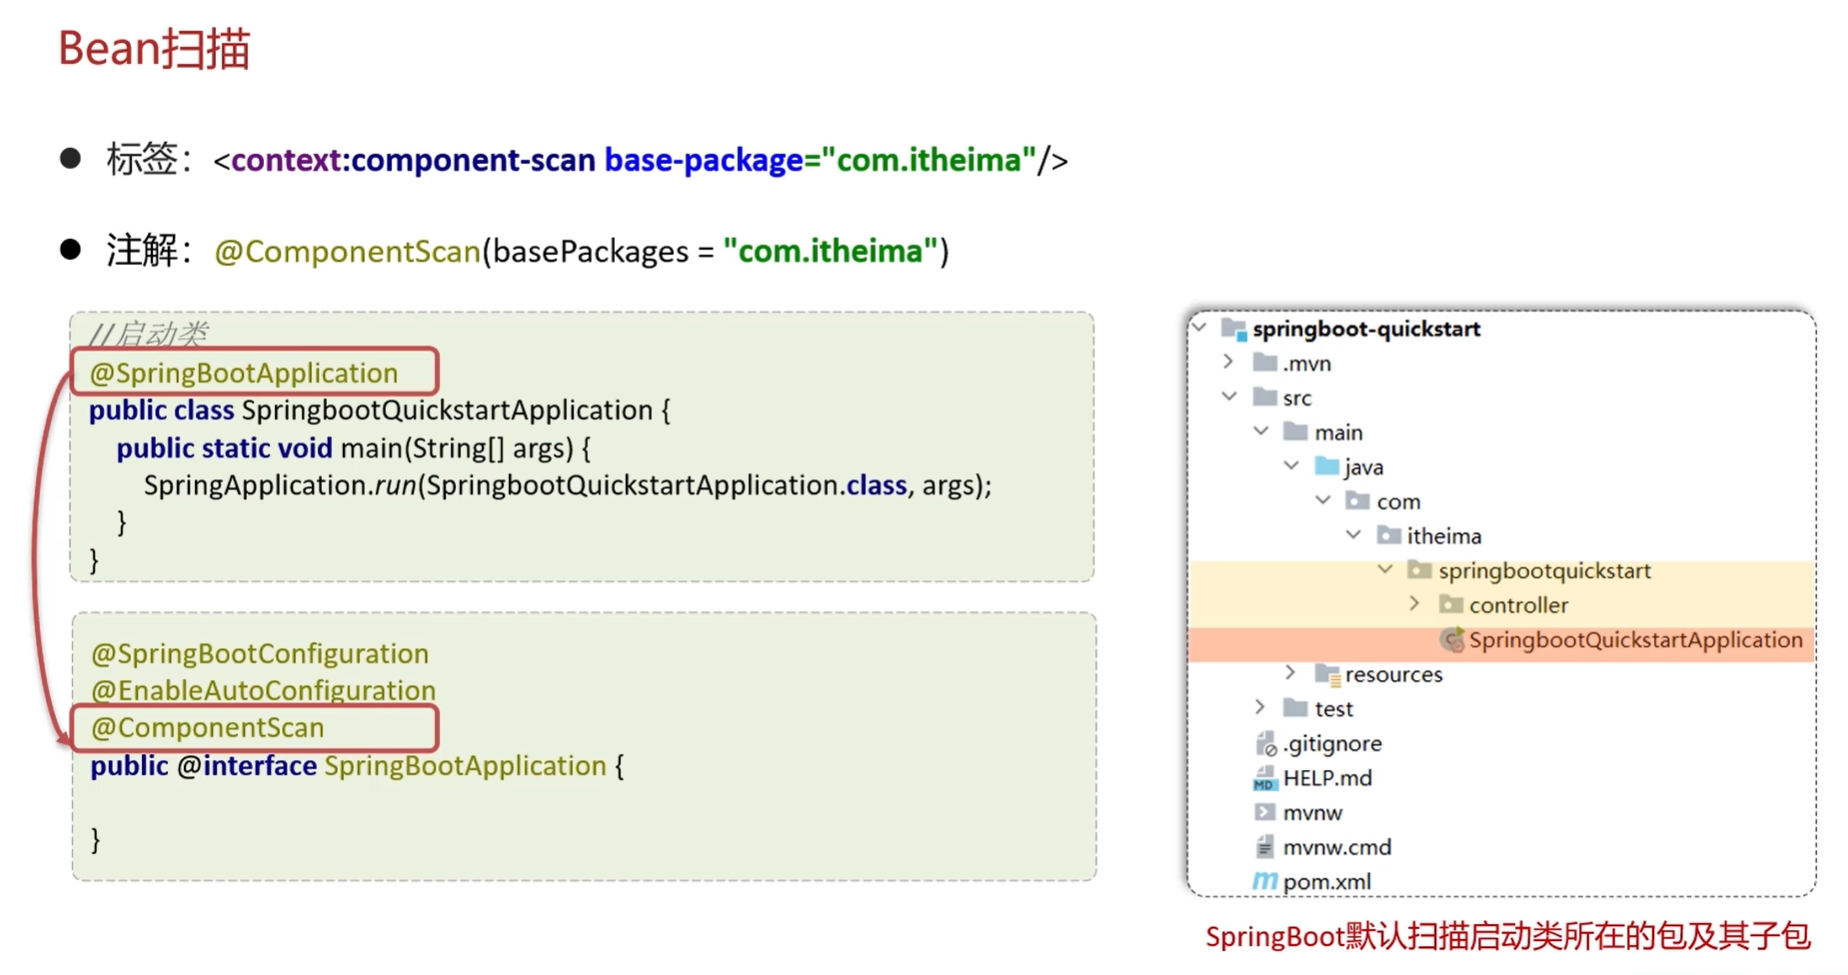 Bean扫描
● 标签：<context:component-scan base-package="com.itheima"/>
● 注解：@ComponentScan(basePackages = "com.itheima")
//启动类
@SpringBootApplication
public class SpringbootQuickstartApplication {
public static void main(String[] args) {
SpringApplication.run(SpringbootQuickstartApplication.class, args);
}
}
@SpringBootConfiguration
@EnableAutoConfiguration
@ComponentScan
public @interface SpringBootApplication {
}
springboot-quickstart
.mvn
src
main
java
com
itheima
springbootquickstart
controller
SpringbootQuickstartApplication
resources
test
.gitignore
HELP.md
mvnw
mvnw.cmd
pom.xml
SpringBoot默认扫描启动类所在的包及其子包